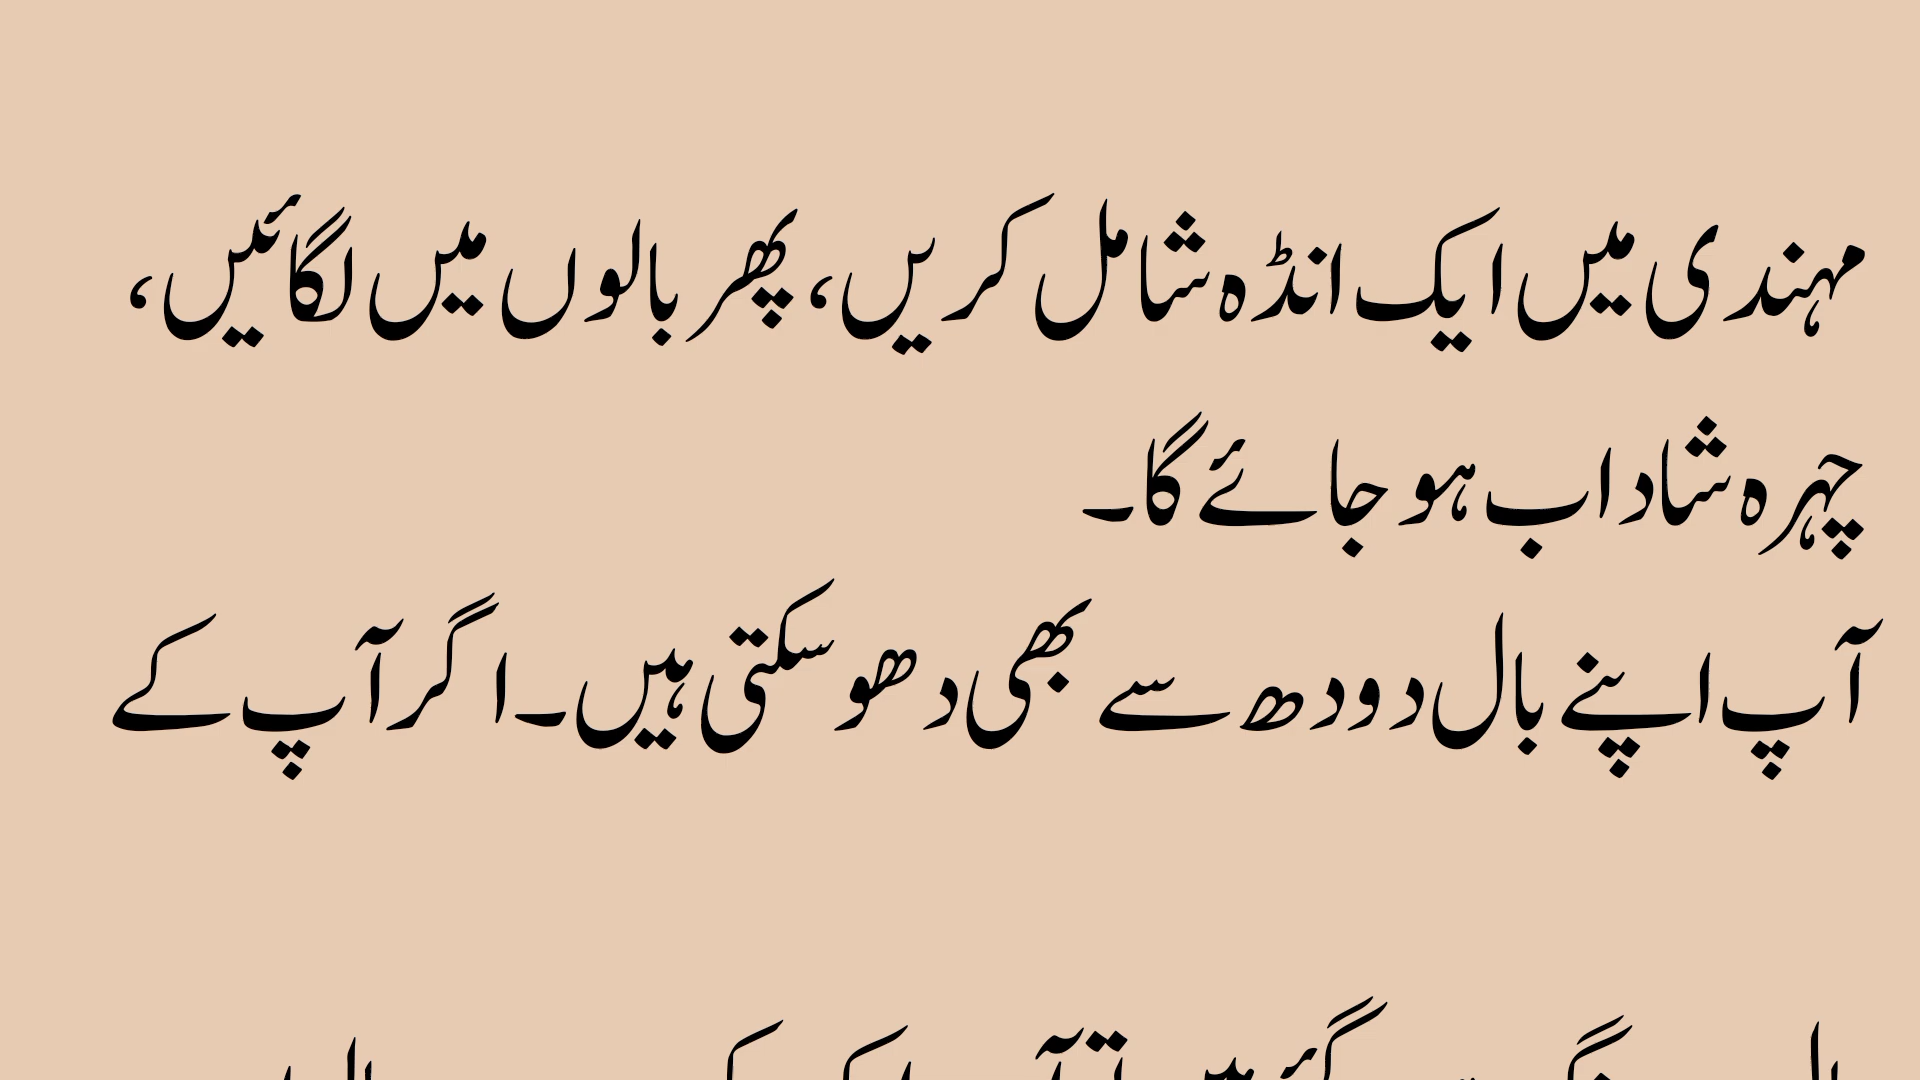 مہندی میں ایک انڈہ شامل کریں، پھر بالوں میں لگائیں،
چہرہ شاداب ہو جائے گا۔
آپ اپنے بال دودھ سے بھی دھو سکتی ہیں۔ اگر آپ کے